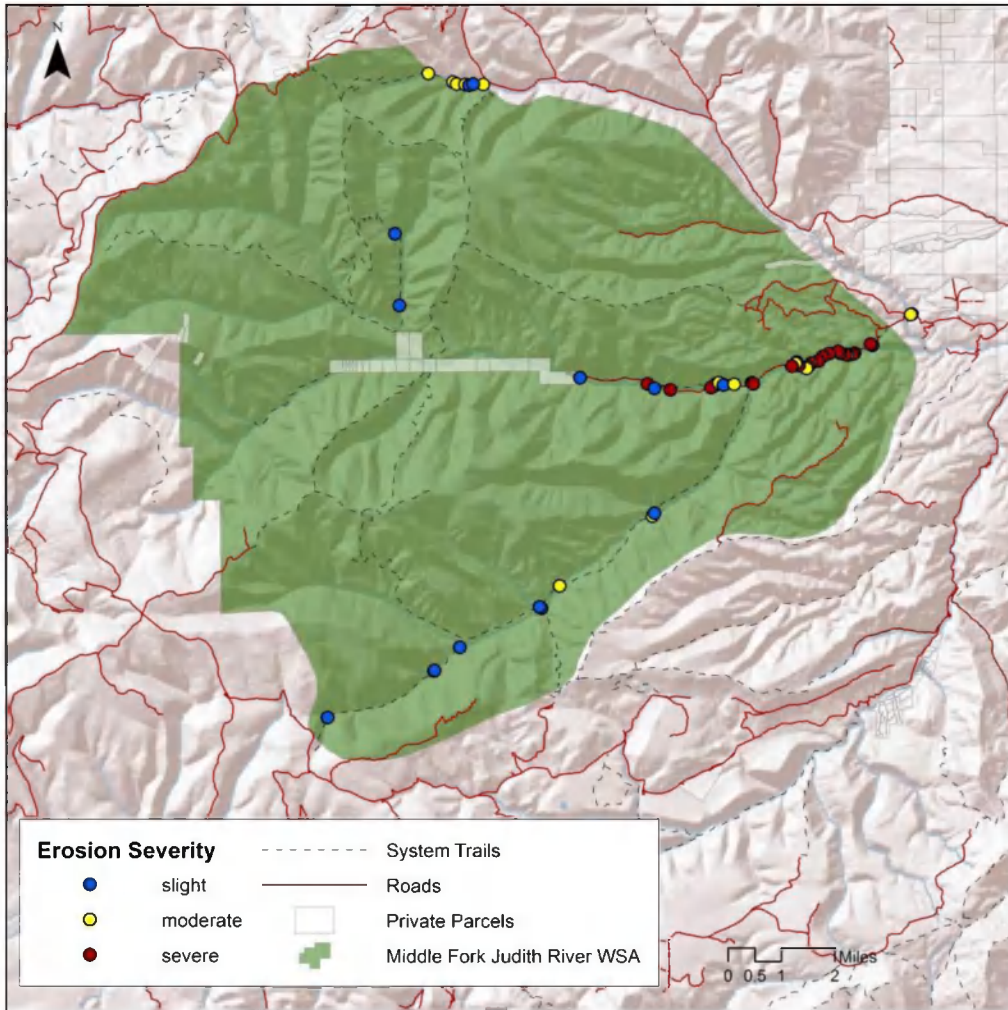 N
Erosion Severity
slight
moderate
severe
System Trails
Roads
Private Parcels
Middle Fork Judith River WSA
Miles
0 0.5 1 2